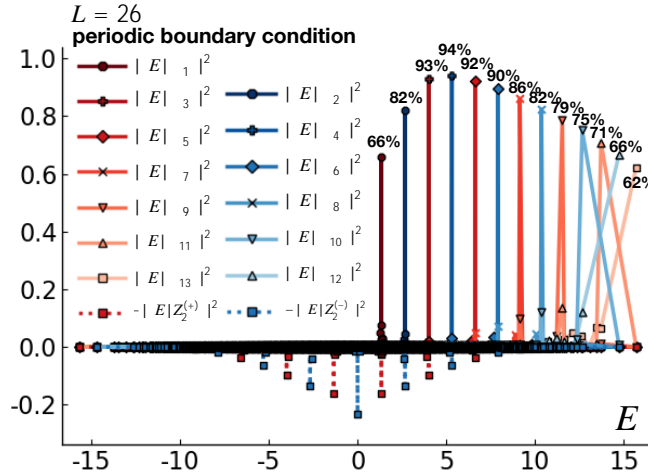 L = 26
periodic boundary condition
94%
93%
92%
90%
86%
82%
82%
79%
75%
71%
66%
66%
62%
| E| 1 |²
| E| 3 |²
| E| 5 |²
| E| 7 |²
| E| 9 |²
| E| 11 |²
| E| 13 |²
-| E|Z₂⁽⁺⁾ |²
| E| 2 |²
| E| 4 |²
| E| 6 |²
| E| 8 |²
| E| 10 |²
| E| 12 |²
-| E|Z₂⁽⁻⁾ |²
1.0
0.8
0.6
0.4
0.2
0.0
-0.2
-15 -10 -5 0 5 10 15
E